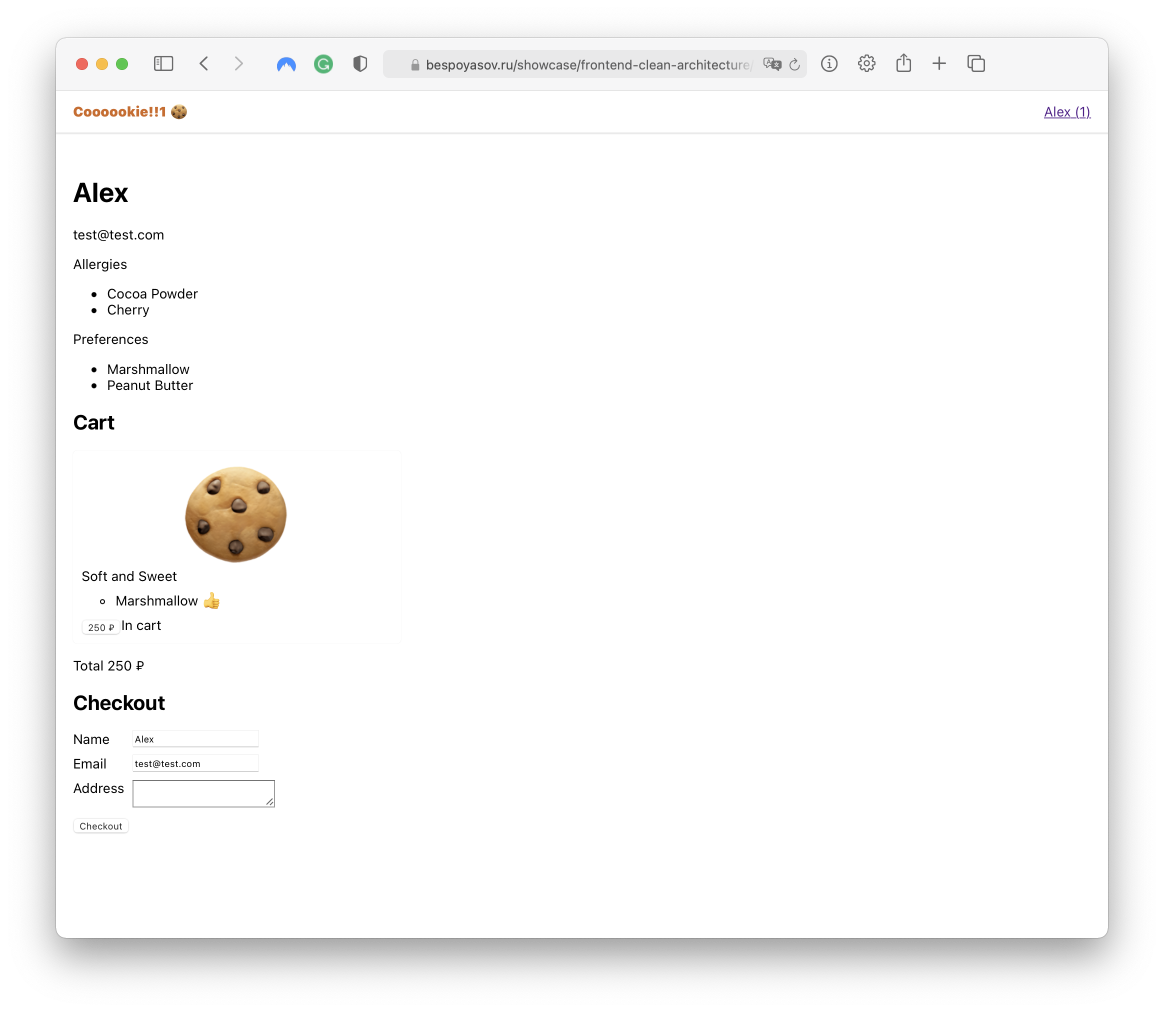 bespoyasov.ru/showcase/frontend-clean-architecture/
Coooookie!!1 🍪
Alex (1)
Alex
test@test.com
Allergies
Cocoa Powder
Cherry
Preferences
Marshmallow
Peanut Butter
Cart
Soft and Sweet
Marshmallow 👍
250 ₽ In cart
Total 250 ₽
Checkout
Name Alex
Email test@test.com
Address
Checkout